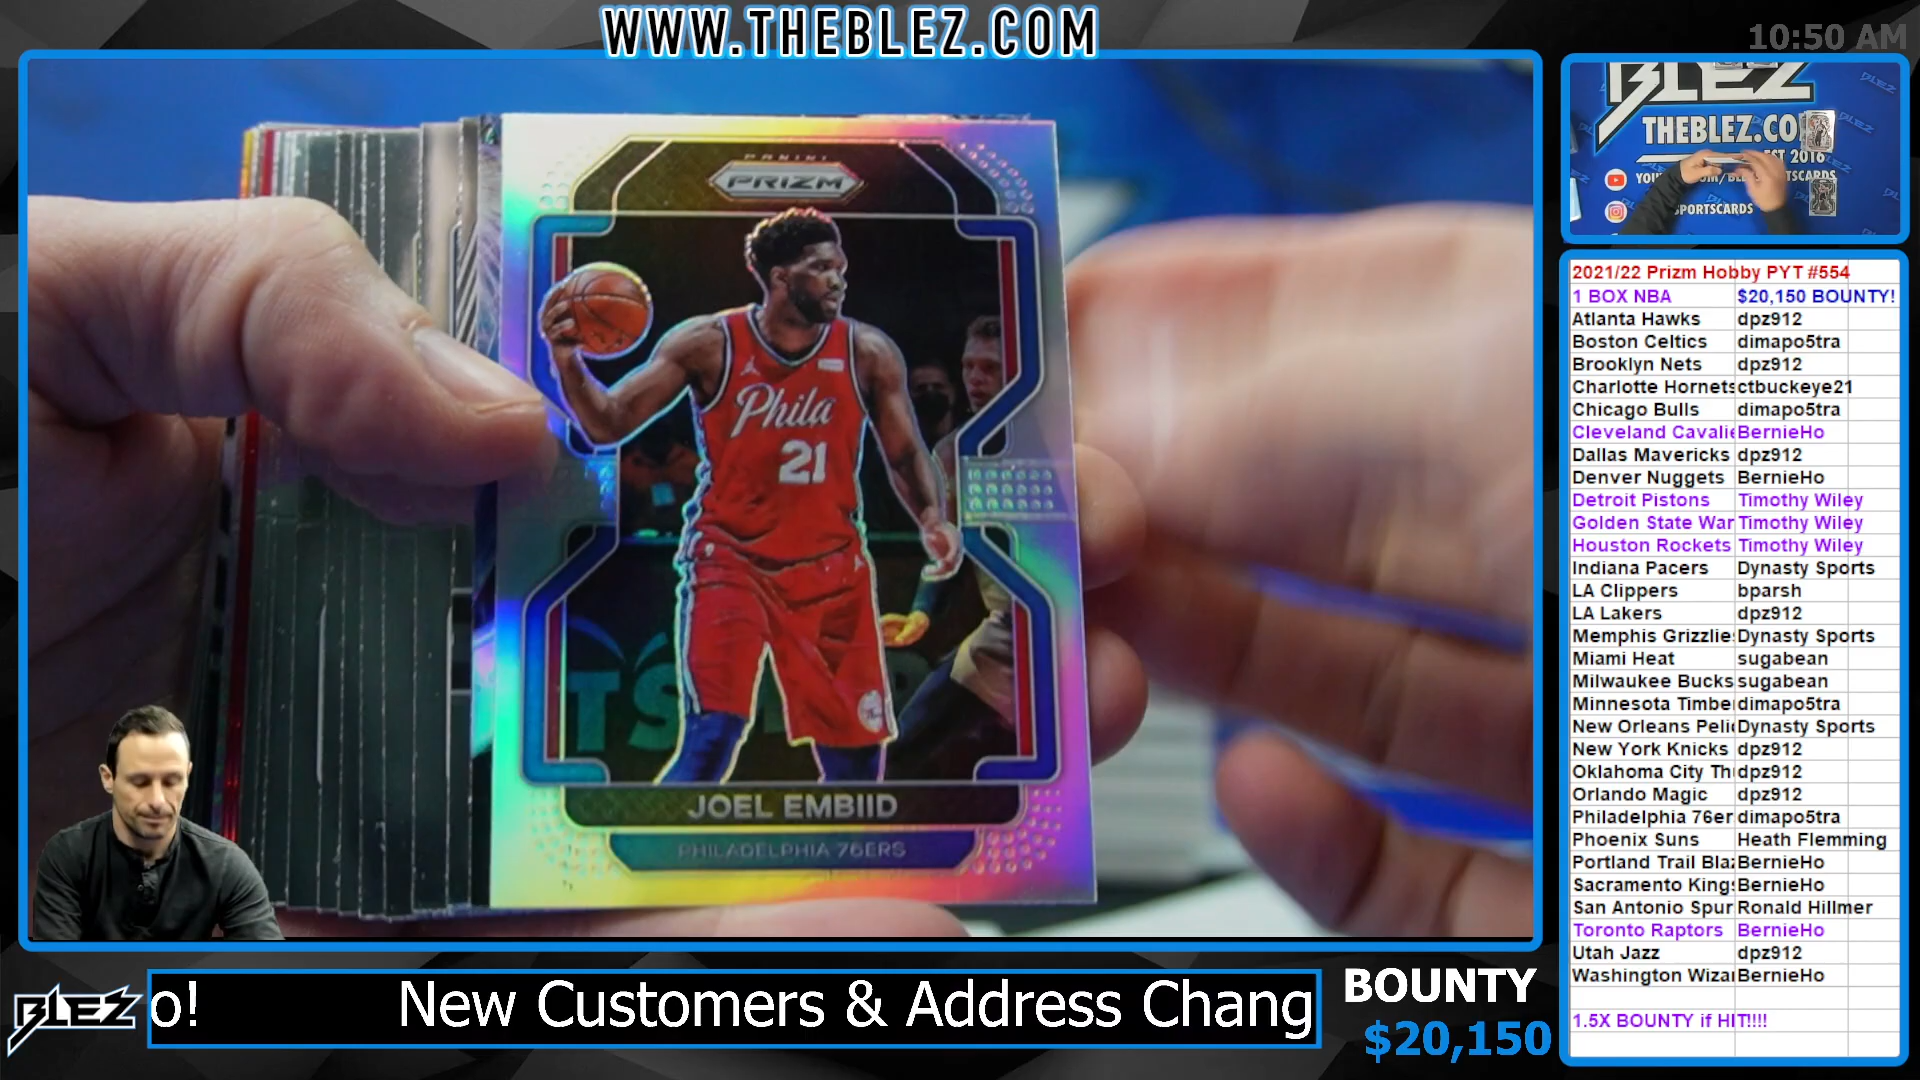 WWW.THEBLEZ.COM
10:50 AM
PANINI
PRIZM
Phila
21
JOEL EMBIID
PHILADELPHIA 76ERS
BLEZ
THEBLEZ.CO
EST 2016
SPORTSCARDS
2021/22 Prizm Hobby PYT #554
1 BOX NBA $20,150 BOUNTY!
Atlanta Hawks dpz912
Boston Celtics dimapo5tra
Brooklyn Nets dpz912
Charlotte Hornets ctbuckeye21
Chicago Bulls dimapo5tra
Cleveland Cavalie BernieHo
Dallas Mavericks dpz912
Denver Nuggets BernieHo
Detroit Pistons Timothy Wiley
Golden State War Timothy Wiley
Houston Rockets Timothy Wiley
Indiana Pacers Dynasty Sports
LA Clippers bparsh
LA Lakers dpz912
Memphis Grizzlie Dynasty Sports
Miami Heat sugabean
Milwaukee Bucks sugabean
Minnesota Timbe dimapo5tra
New Orleans Peli Dynasty Sports
New York Knicks dpz912
Oklahoma City Th dpz912
Orlando Magic dpz912
Philadelphia 76er dimapo5tra
Phoenix Suns Heath Flemming
Portland Trail Blaz BernieHo
Sacramento Kings BernieHo
San Antonio Spur Ronald Hillmer
Toronto Raptors BernieHo
Utah Jazz dpz912
Washington Wizar BernieHo
1.5X BOUNTY if HIT!!!!
BLEZ
o! New Customers & Address Chang
BOUNTY
$20,150